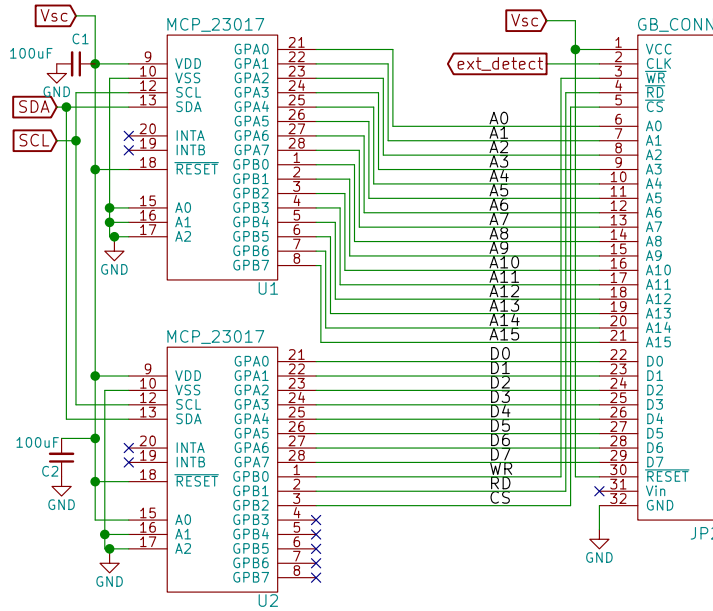 Vsc
MCP_23017
C1
100uF
GND
SDA
SCL
9 VDD GPA0 21
10 VSS GPA1 22
12 SCL GPA2 23
13 SDA GPA3 24
GPA4 25
20 INTA GPA5 26
19 INTB GPA6 27
18 RESET GPA7 28
GPB0 1
GPB1 2
GPB2 3
15 A0 GPB3 4
16 A1 GPB4 5
17 A2 GPB5 6
GPB6 7
GPB7 8
GND
U1
MCP_23017
9 VDD GPA0 21
10 VSS GPA1 22
12 SCL GPA2 23
13 SDA GPA3 24
GPA4 25
20 INTA GPA5 26
19 INTB GPA6 27
18 RESET GPA7 28
GPB0 1
GPB1 2
GPB2 3
15 A0 GPB3 4
16 A1 GPB4 5
17 A2 GPB5 6
GPB6 7
GPB7 8
100uF
C2
GND
GND
U2
A0
A1
A2
A3
A4
A5
A6
A7
A8
A9
A10
A11
A12
A13
A14
A15
D0
D1
D2
D3
D4
D5
D6
D7
WR
RD
CS
Vsc
ext_detect
GB_CONN
1 VCC
2 CLK
3 WR
4 RD
5 CS
6 A0
7 A1
8 A2
9 A3
10 A4
11 A5
12 A6
13 A7
14 A8
15 A9
16 A10
17 A11
18 A12
19 A13
20 A14
21 A15
22 D0
23 D1
24 D2
25 D3
26 D4
27 D5
28 D6
29 D7
30 RESET
31 Vin
32 GND
GND
JP2